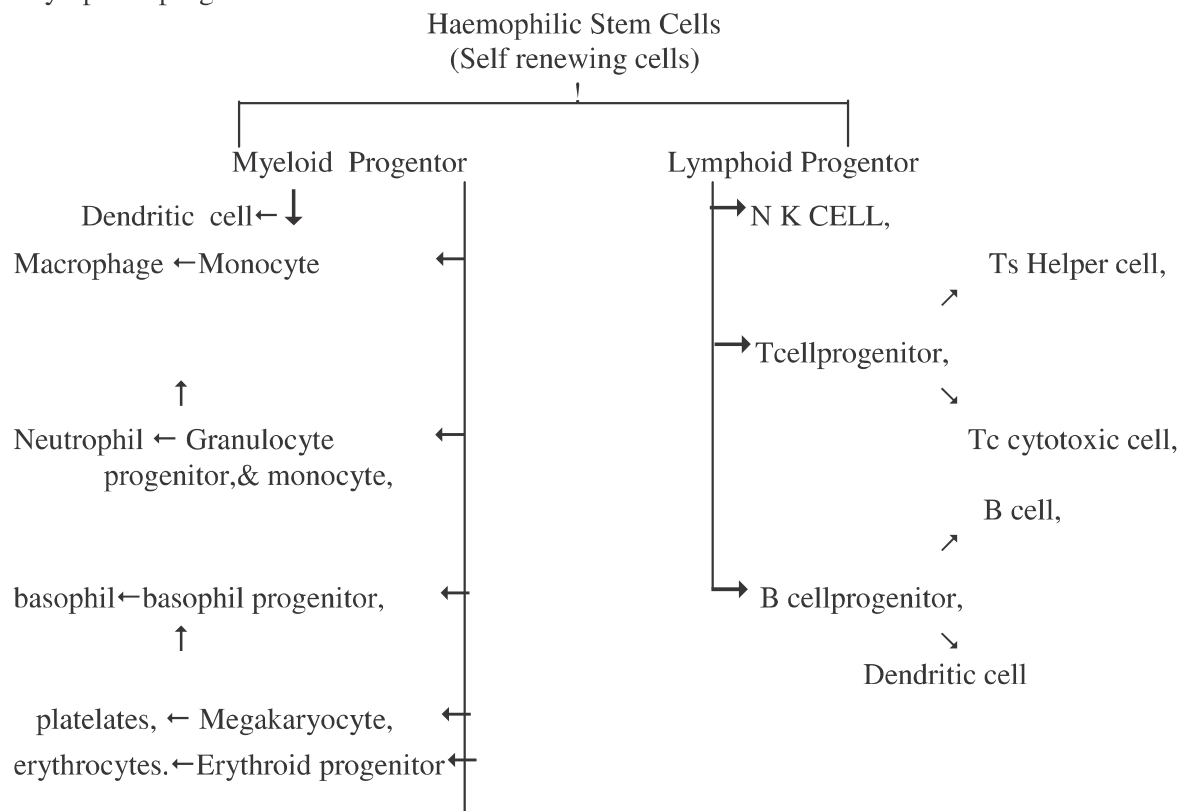 Haemophilic Stem Cells
(Self renewing cells)
!
Myeloid Progentor
Lymphoid Progentor
Dendritic cell←
N K CELL,
Macrophage ←Monocyte
Ts Helper cell,
Tcellprogenitor,
Neutrophil ← Granulocyte
progenitor,& monocyte,
Tc cytotoxic cell,
B cell,
basophil←basophil progenitor,
B cellprogenitor,
Dendritic cell
platelates, ← Megakaryocyte,
erythrocytes.←Erythroid progenitor